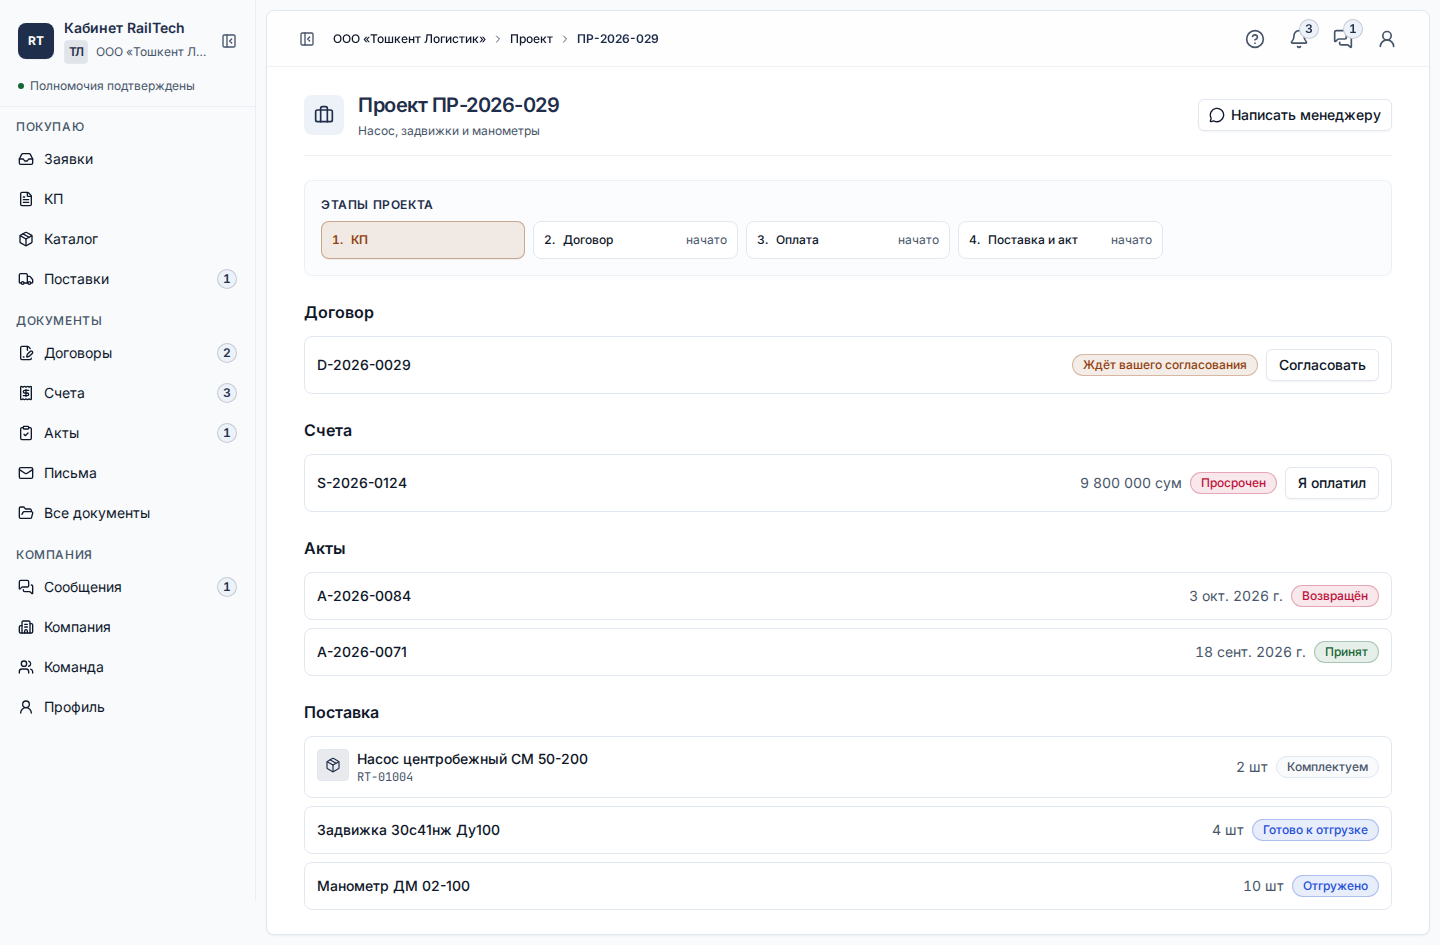 RT
Кабинет RailTech
ТЛ ООО «Тошкент Л...
Полномочия подтверждены
ПОКУПАЮ
Заявки
КП
Каталог
Поставки 1
ДОКУМЕНТЫ
Договоры 2
Счета 3
Акты 1
Письма
Все документы
КОМПАНИЯ
Сообщения 1
Компания
Команда
Профиль
ООО «Тошкент Логистик» Проект ПР-2026-029
3 1
Проект ПР-2026-029
Насос, задвижки и манометры
Написать менеджеру
ЭТАПЫ ПРОЕКТА
1. КП 2. Договор начато 3. Оплата начато 4. Поставка и акт начато
Договор
D-2026-0029 Ждёт вашего согласования Согласовать
Счета
S-2026-0124 9 800 000 сум Просрочен Я оплатил
Акты
A-2026-0084 3 окт. 2026 г. Возвращён
A-2026-0071 18 сент. 2026 г. Принят
Поставка
Насос центробежный СМ 50-200
RT-01004
2 шт Комплектуем
Задвижка 30с41нж Ду100 4 шт Готово к отгрузке
Манометр ДМ 02-100 10 шт Отгружено